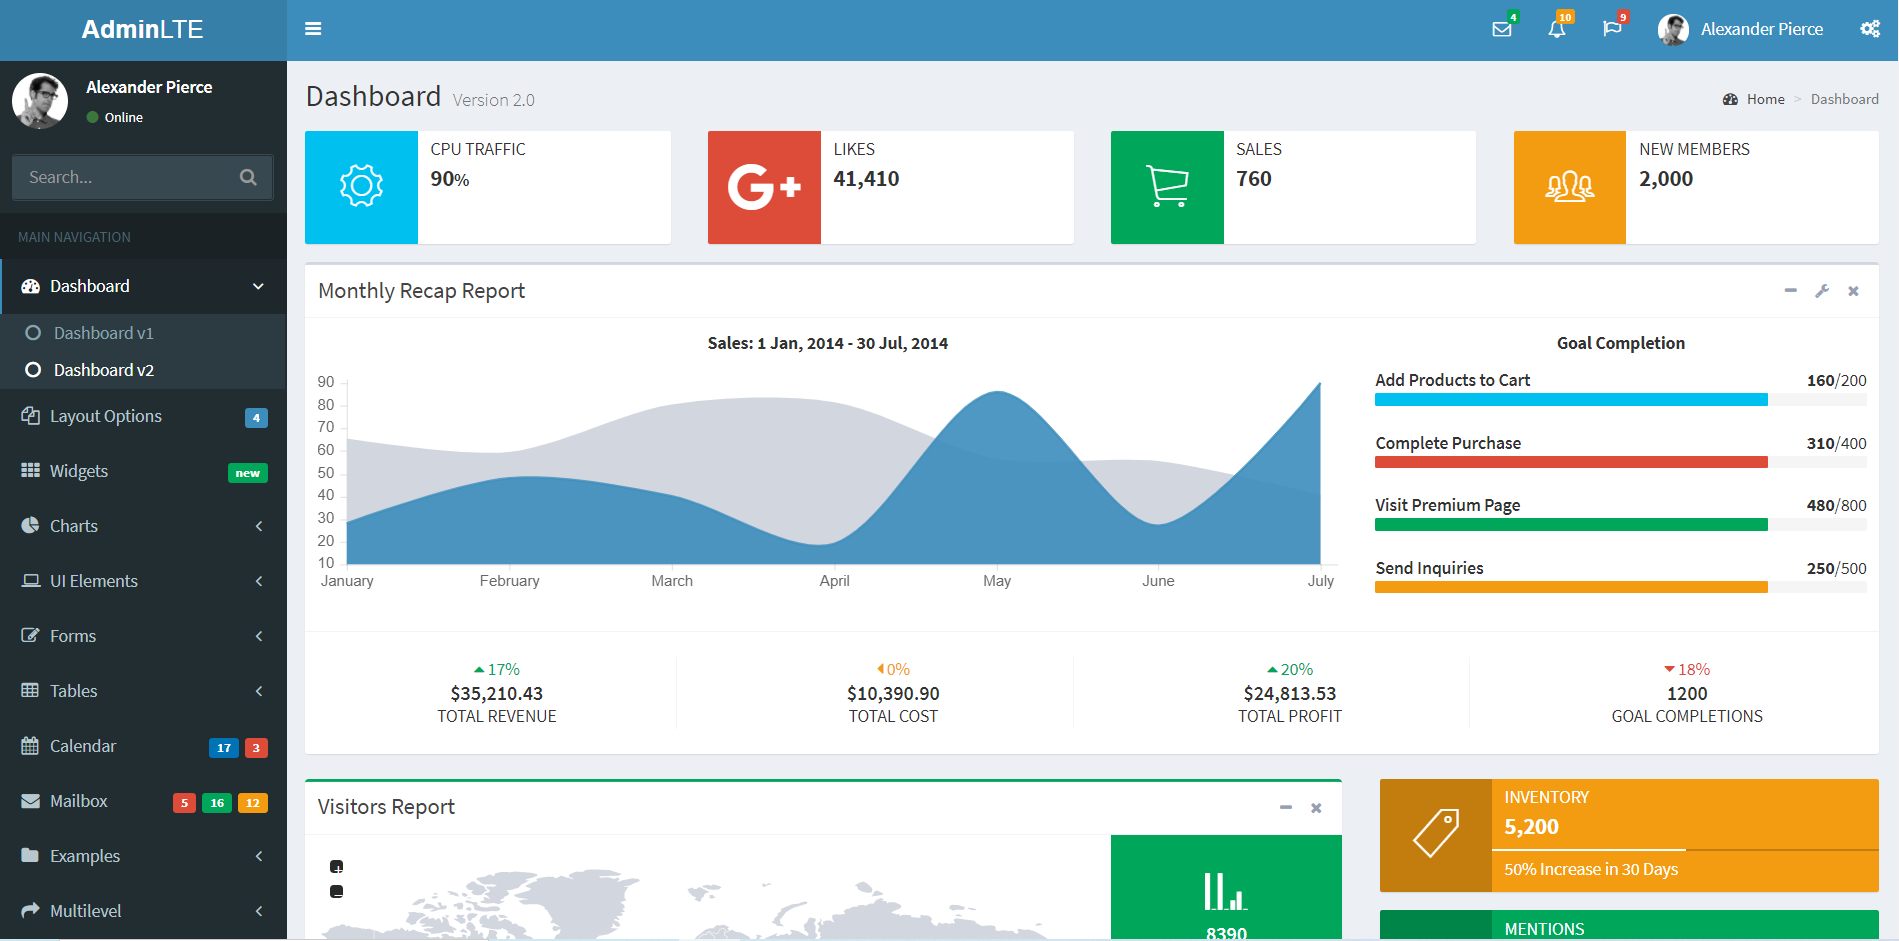 AdminLTE
4
10
9
Alexander Pierce
Alexander Pierce
Online
Search...
MAIN NAVIGATION
Dashboard
Dashboard v1
Dashboard v2
Layout Options 4
Widgets new
Charts
UI Elements
Forms
Tables
Calendar 17 3
Mailbox 5 16 12
Examples
Multilevel
Dashboard Version 2.0
Home > Dashboard
CPU TRAFFIC
90%
G+
LIKES
41,410
SALES
760
NEW MEMBERS
2,000
Monthly Recap Report
Sales: 1 Jan, 2014 - 30 Jul, 2014
90
80
70
60
50
40
30
20
10
January February March April May June July
Goal Completion
Add Products to Cart 160/200
Complete Purchase 310/400
Visit Premium Page 480/800
Send Inquiries 250/500
17%
$35,210.43
TOTAL REVENUE
0%
$10,390.90
TOTAL COST
20%
$24,813.53
TOTAL PROFIT
18%
1200
GOAL COMPLETIONS
Visitors Report
+
−
8390
INVENTORY
5,200
50% Increase in 30 Days
MENTIONS